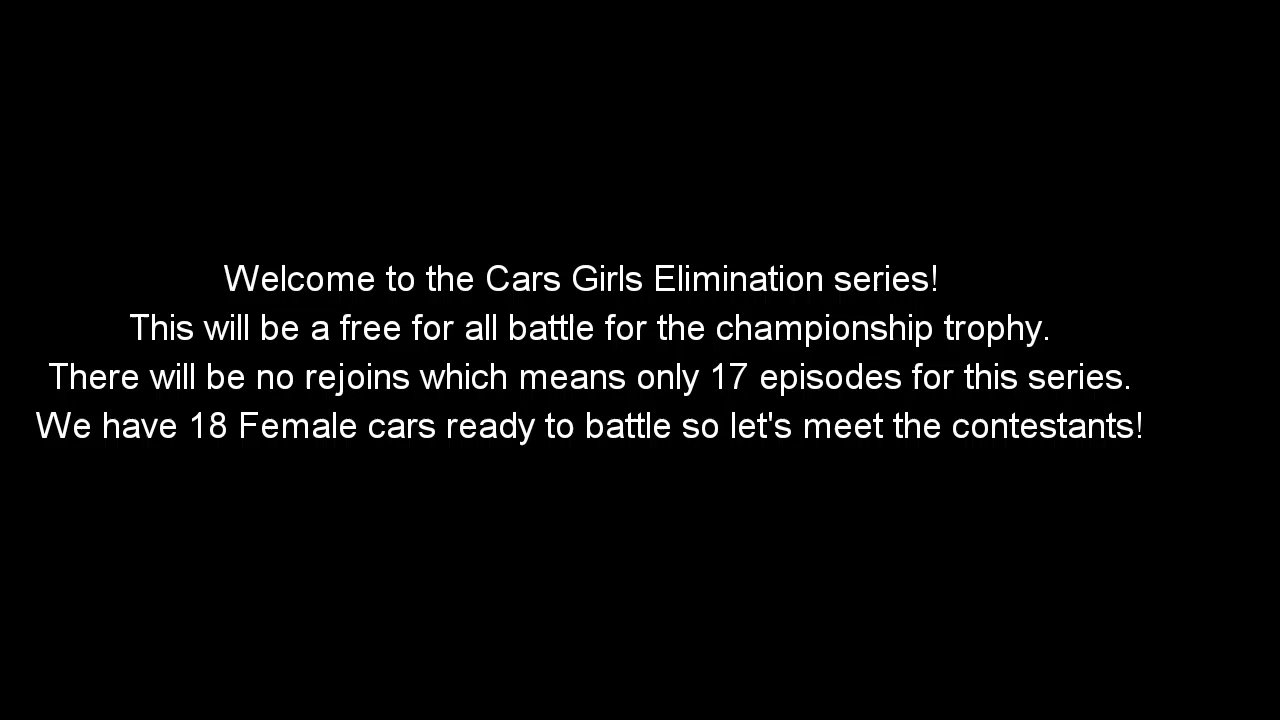 Welcome to the Cars Girls Elimination series!
This will be a free for all battle for the championship trophy.
There will be no rejoins which means only 17 episodes for this series.
We have 18 Female cars ready to battle so let's meet the contestants!